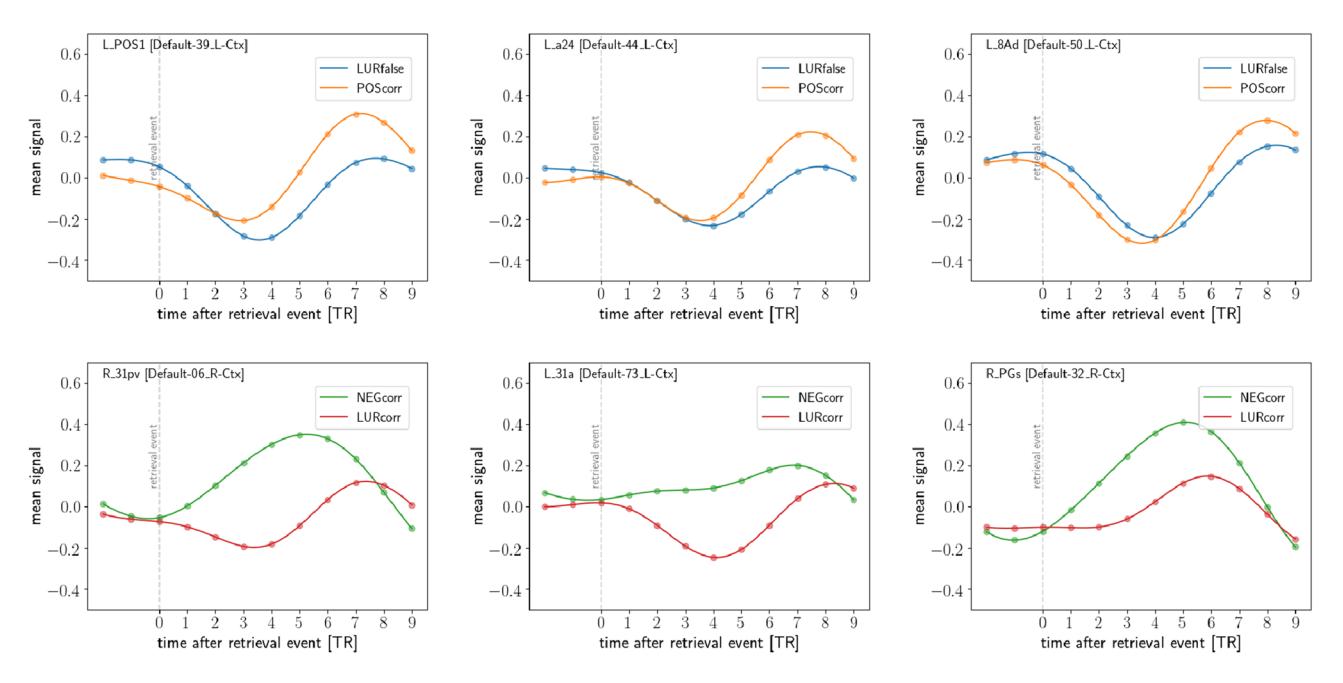 L_POS1 [Default-39_L-Ctx]
0.6
0.4
0.2
0.0
−0.2
−0.4
mean signal
retrieval event
LURfalse
POScorr
0 1 2 3 4 5 6 7 8 9
time after retrieval event [TR]
L_a24 [Default-44_L-Ctx]
0.6
0.4
0.2
0.0
−0.2
−0.4
mean signal
retrieval event
LURfalse
POScorr
0 1 2 3 4 5 6 7 8 9
time after retrieval event [TR]
L_8Ad [Default-50_L-Ctx]
0.6
0.4
0.2
0.0
−0.2
−0.4
mean signal
retrieval event
LURfalse
POScorr
0 1 2 3 4 5 6 7 8 9
time after retrieval event [TR]
R_31pv [Default-06_R-Ctx]
0.6
0.4
0.2
0.0
−0.2
−0.4
mean signal
retrieval event
NEGcorr
LURcorr
0 1 2 3 4 5 6 7 8 9
time after retrieval event [TR]
L_31a [Default-73_L-Ctx]
0.6
0.4
0.2
0.0
−0.2
−0.4
mean signal
retrieval event
NEGcorr
LURcorr
0 1 2 3 4 5 6 7 8 9
time after retrieval event [TR]
R_PGs [Default-32_R-Ctx]
0.6
0.4
0.2
0.0
−0.2
−0.4
mean signal
retrieval event
NEGcorr
LURcorr
0 1 2 3 4 5 6 7 8 9
time after retrieval event [TR]